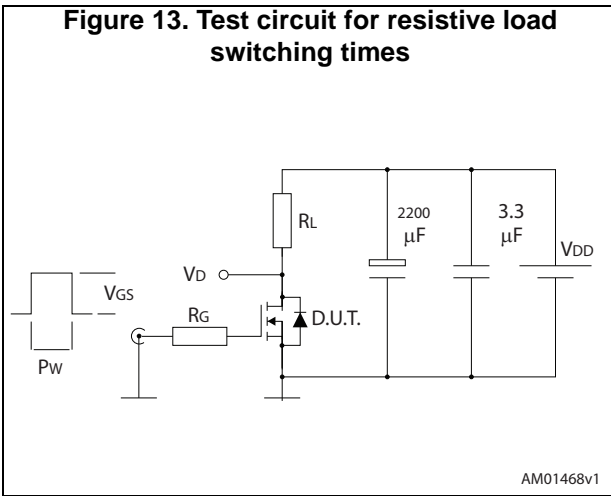 Figure 13. Test circuit for resistive load
switching times
RL
2200
μF
3.3
μF
VDD
VD
VGS
RG
D.U.T.
PW
AM01468v1